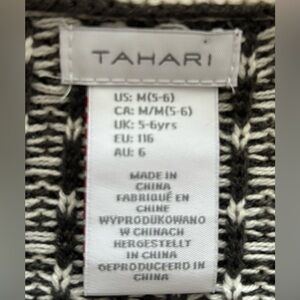 TAHARI
US: M(5-6)
CA: M/M(5-6)
UK: 5-6yrs
EU: 116
AU: 6
MADE IN
CHINA
FABRIQUÉ EN
CHINE
WYPRODUKOWANO
W CHINACH
HERGESTELLT
IN CHINA
GEPRODUCEERD IN
CHINA